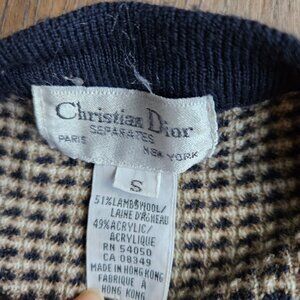 Christian Dior
SEPARATES
PARIS NEW YORK
S
51% LAMBSWOOL/
LAINE D'AGNEAU
49% ACRYLIC/
ACRYLIQUE
RN 54050
CA 08349
MADE IN HONG KONG
FABRIQUÉ À
HONG KONG